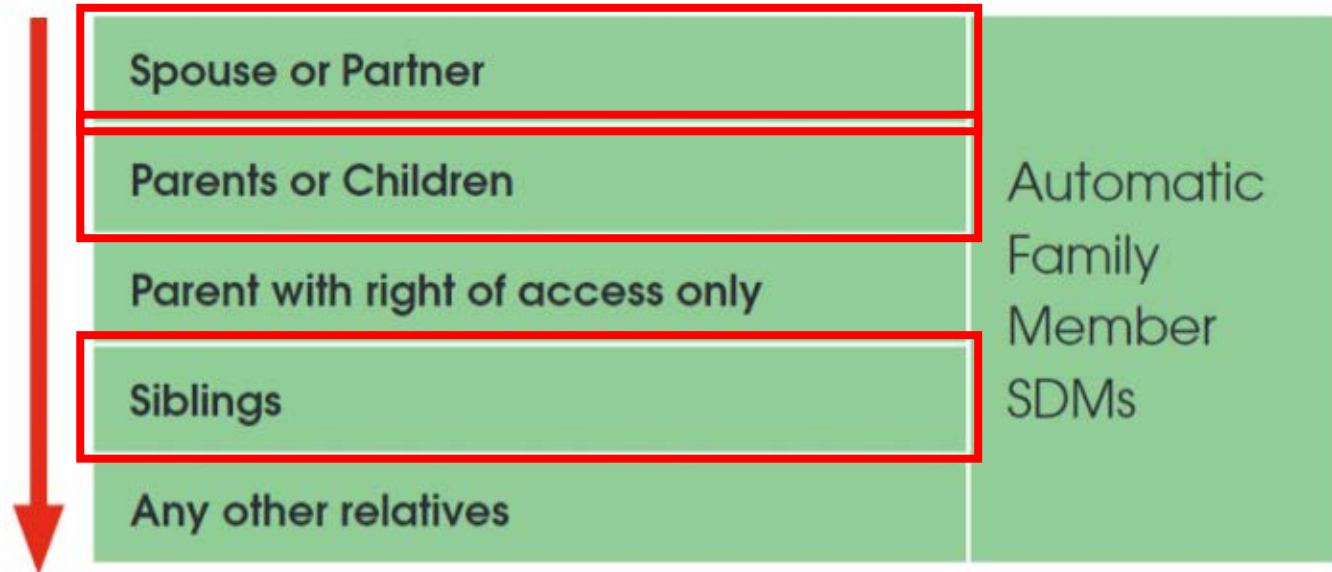 Spouse or Partner
Parents or Children
Parent with right of access only
Siblings
Any other relatives
Automatic
Family
Member
SDMs